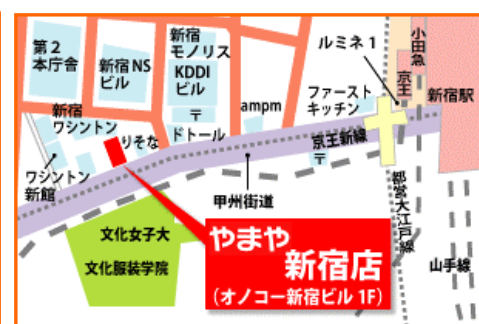 第２
本庁舎
新宿NS
ビル
新宿
モノリス
KDDI
ビル
〒
ドトール
ampm
ルミネ１
ファースト
キッチン
小田急
京王
新宿駅
新宿
ワシントン
りそな
ワシントン
新館
京王新線
〒
甲州街道
都営大江戸線
山手線
文化女子大
文化服装学院
やまや
新宿店
(オノコー新宿ビル 1F)